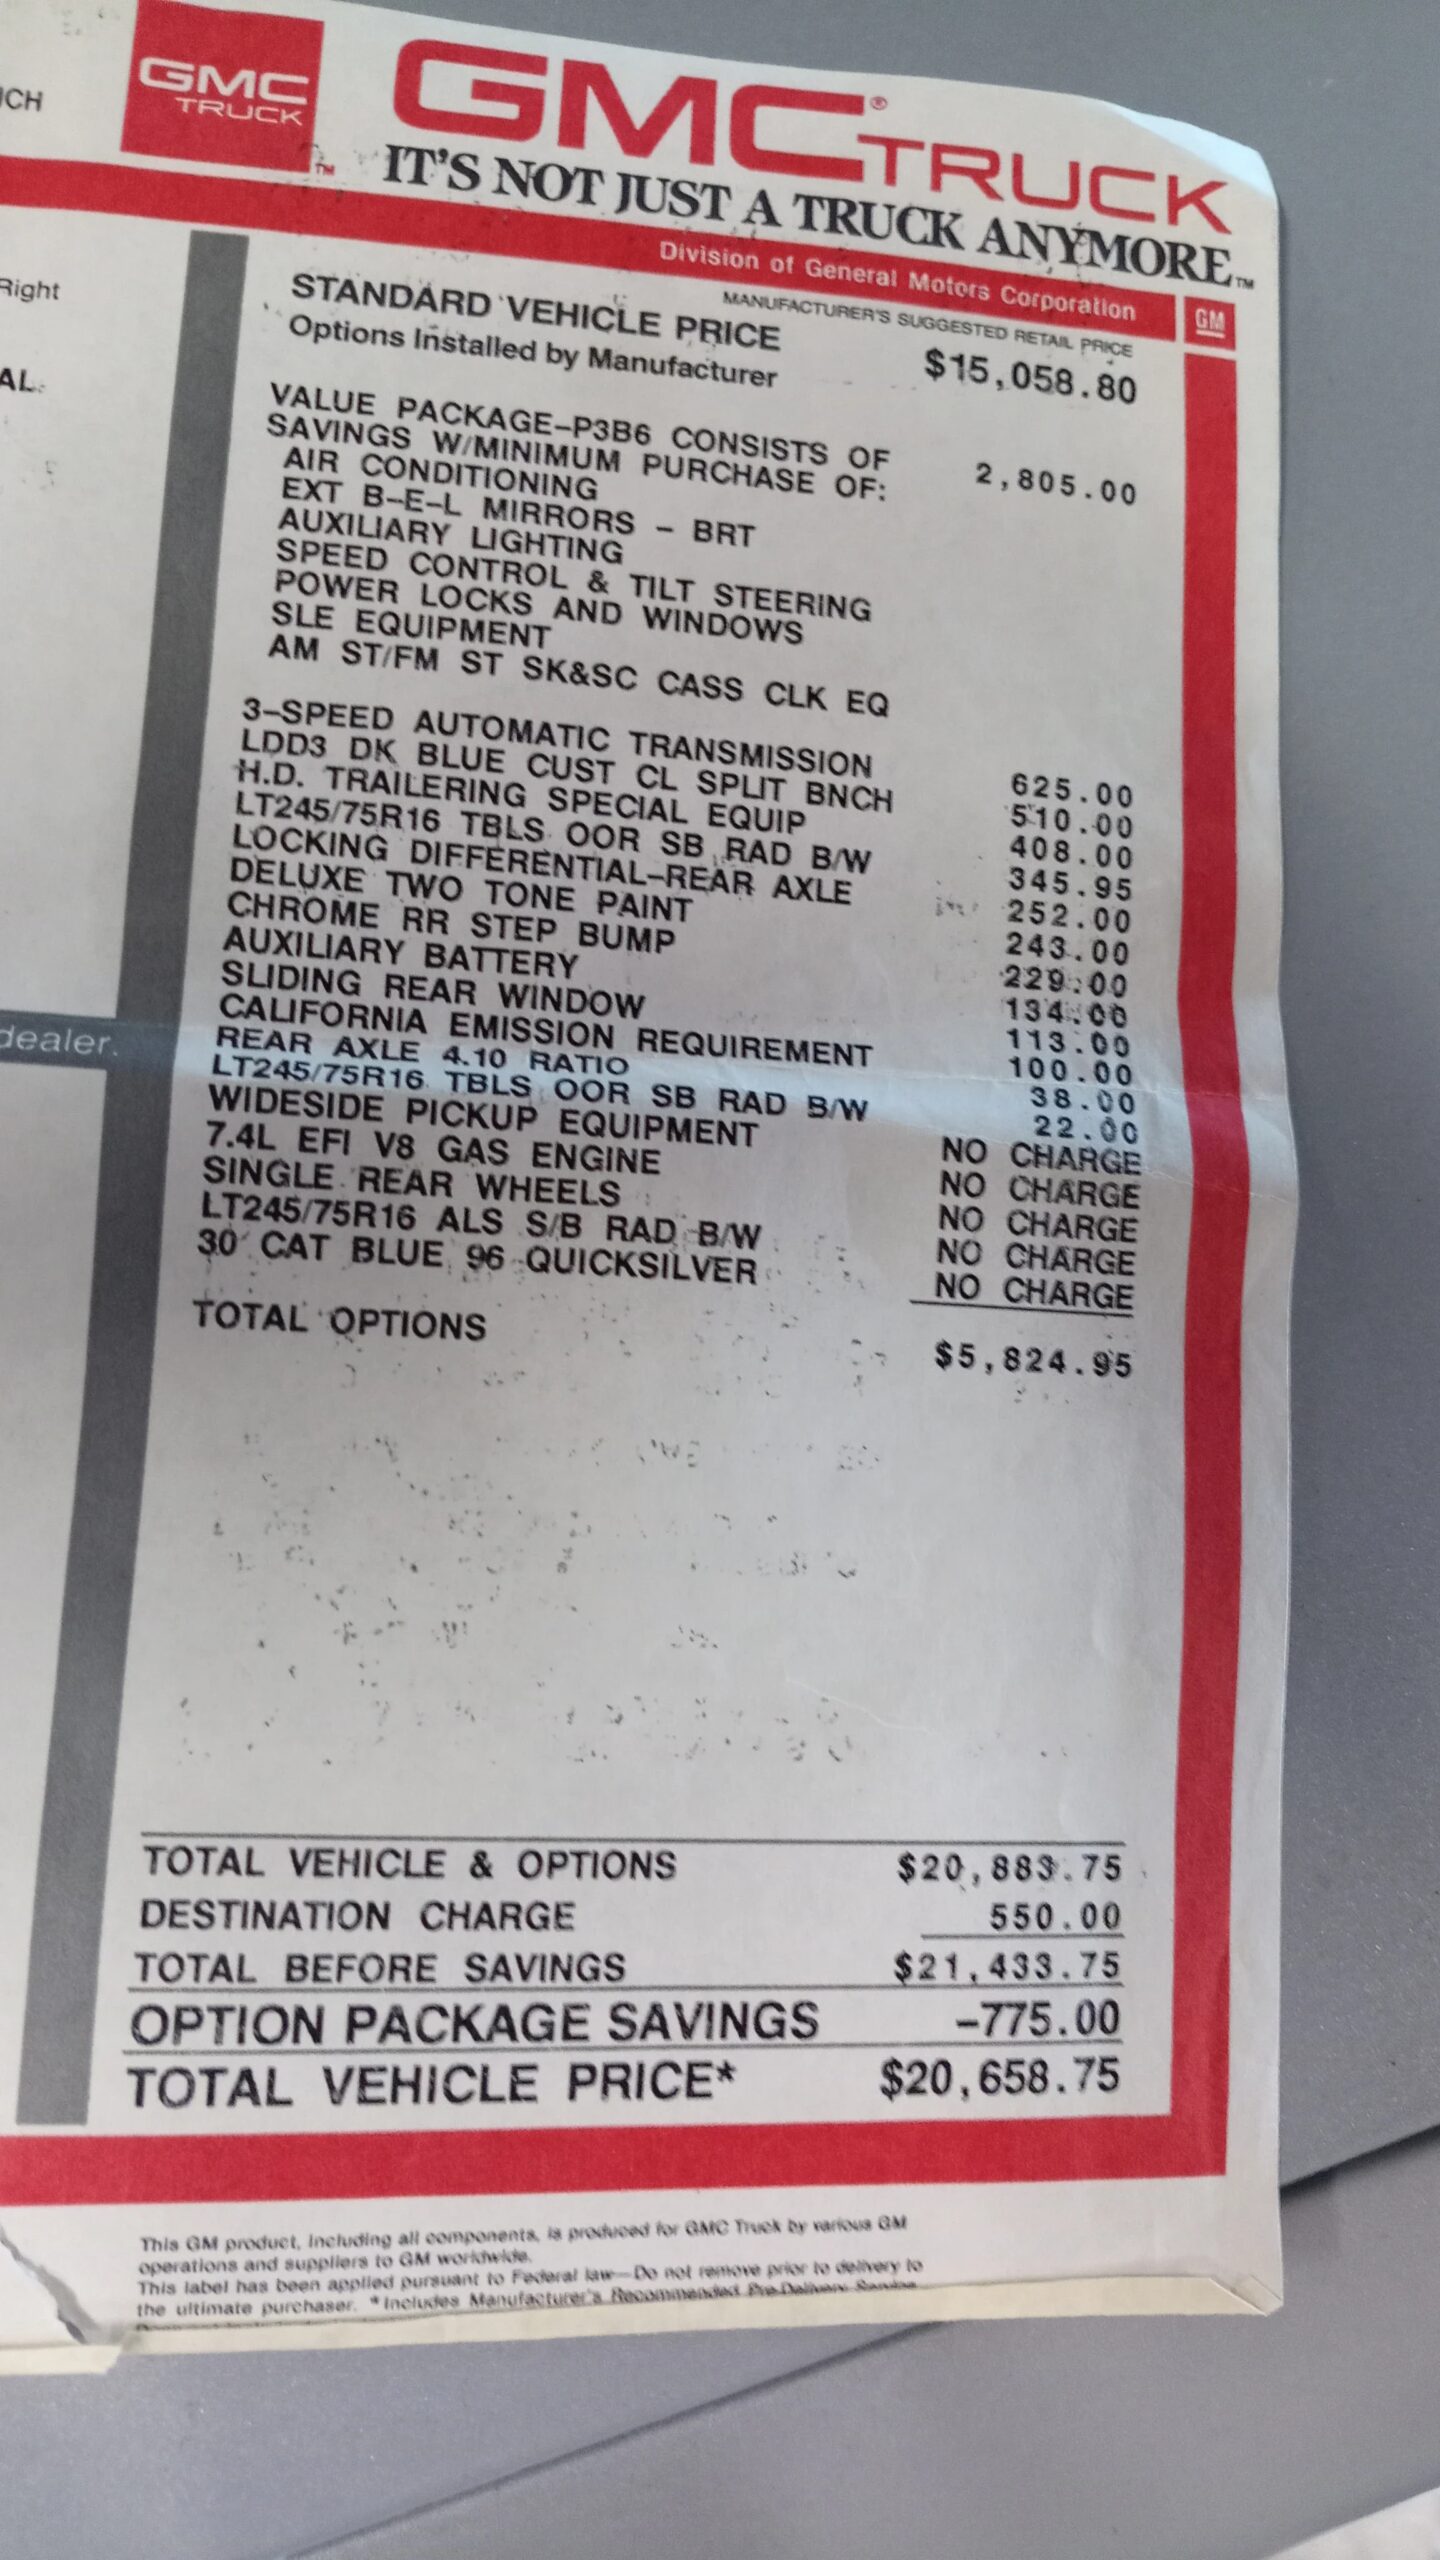 ICH
Right
AL:
dealer.
GMC
TRUCK
™
GMC® TRUCK
IT'S NOT JUST A TRUCK ANYMORE™
Division of General Motors Corporation
GM
MANUFACTURER'S SUGGESTED RETAIL PRICE
STANDARD VEHICLE PRICE $15,058.80
Options Installed by Manufacturer
VALUE PACKAGE-P3B6 CONSISTS OF 2,805.00
SAVINGS W/MINIMUM PURCHASE OF:
AIR CONDITIONING
EXT B-E-L MIRRORS - BRT
AUXILIARY LIGHTING
SPEED CONTROL & TILT STEERING
POWER LOCKS AND WINDOWS
SLE EQUIPMENT
AM ST/FM ST SK&SC CASS CLK EQ
3-SPEED AUTOMATIC TRANSMISSION 625.00
LDD3 DK BLUE CUST CL SPLIT BNCH 510.00
H.D. TRAILERING SPECIAL EQUIP 408.00
LT245/75R16 TBLS OOR SB RAD B/W 345.95
LOCKING DIFFERENTIAL-REAR AXLE 252.00
DELUXE TWO TONE PAINT 243.00
CHROME RR STEP BUMP 229.00
AUXILIARY BATTERY 134.00
SLIDING REAR WINDOW 113.00
CALIFORNIA EMISSION REQUIREMENT 100.00
REAR AXLE 4.10 RATIO 38.00
LT245/75R16 TBLS OOR SB RAD B/W 22.00
WIDESIDE PICKUP EQUIPMENT NO CHARGE
7.4L EFI V8 GAS ENGINE NO CHARGE
SINGLE REAR WHEELS NO CHARGE
LT245/75R16 ALS S/B RAD B/W NO CHARGE
30 CAT BLUE 96 QUICKSILVER NO CHARGE
TOTAL OPTIONS $5,824.95
TOTAL VEHICLE & OPTIONS $20,883.75
DESTINATION CHARGE 550.00
TOTAL BEFORE SAVINGS $21,433.75
OPTION PACKAGE SAVINGS -775.00
TOTAL VEHICLE PRICE* $20,658.75
This GM product, including all components, is produced for GMC Truck by various GM
operations and suppliers to GM worldwide.
This label has been applied pursuant to Federal law—Do not remove prior to delivery to
the ultimate purchaser. *Includes Manufacturer's Recommended Pre-Delivery Service